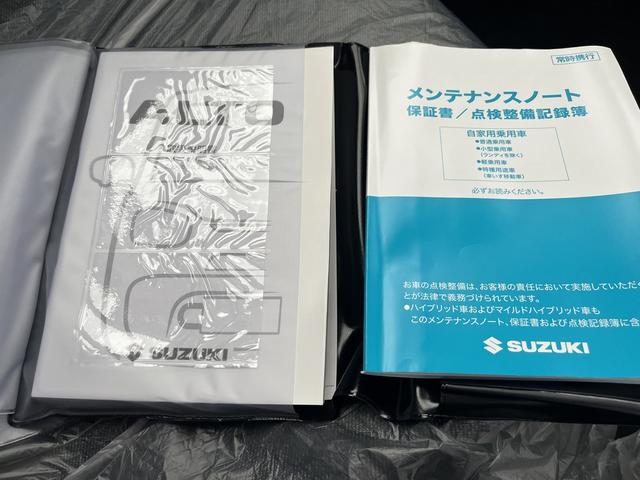 ALTO
取扱説明書
SUZUKI
常時携行
メンテナンスノート
保証書/点検整備記録簿
自家用乗用車
●普通乗用車
●小型乗用車
(ランディを除く)
●軽乗用車
●特種用途車
(車いす移動車)
必ずお読みください。
お車の点検整備は、お客様の責任において実施していただく
とが法律で義務づけられています。
●ハイブリッド車およびマイルドハイブリッド車も
このメンテナンスノート、保証書および点検記録簿に含
SUZUKI